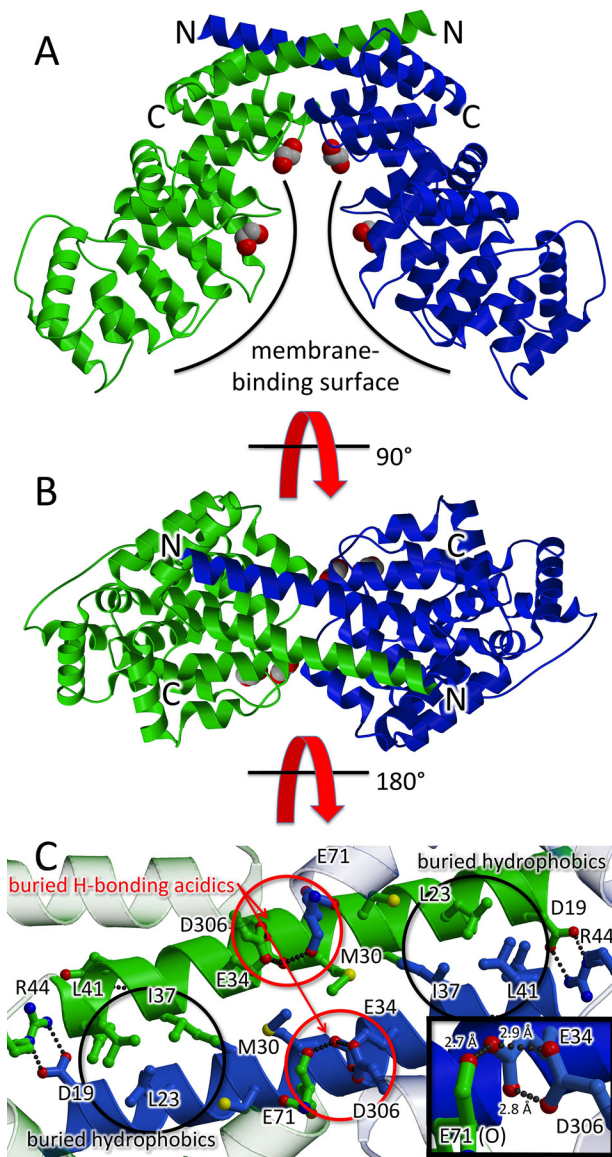 A
N
N
C
C
membrane-
binding surface
90°
B
N
C
C
N
180°
C
E71
buried hydrophobics
buried H-bonding acidics
L23
D306
D19
R44
E34
M30
R44
L41
I37
I37
L41
M30
E34
D19
L23
E71
D306
buried hydrophobics
2.7 Å
2.9 Å
E34
2.8 Å
E71 (O)
D306